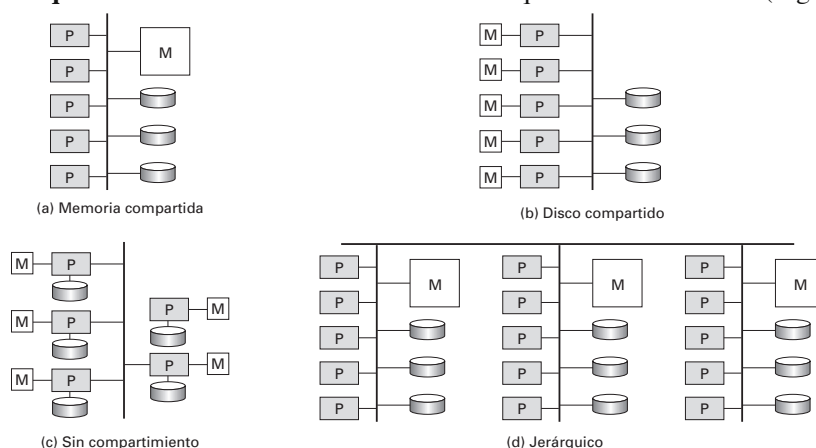 P
M
P
P
P
P
(a) Memoria compartida
M P
M P
M P
M P
M P
(b) Disco compartido
M P
P M
M P
P M
M P
(c) Sin compartimiento
P P P
M M M
P P P
P P P
P P P
P P P
(d) Jerárquico